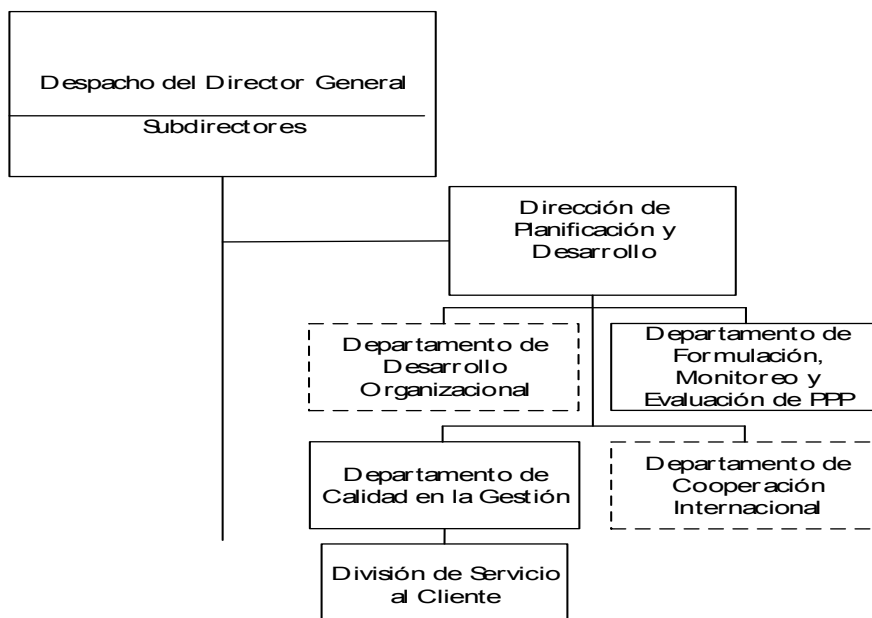 Despacho del Director General
Subdirectores
Dirección de
Planificación y
Desarrollo
Departamento de
Desarrollo
Organizacional
Departamento de
Formulación,
Monitoreo y
Evaluación de PPP
Departamento de
Calidad en la Gestión
Departamento de
Cooperación
Internacional
División de Servicio
al Cliente